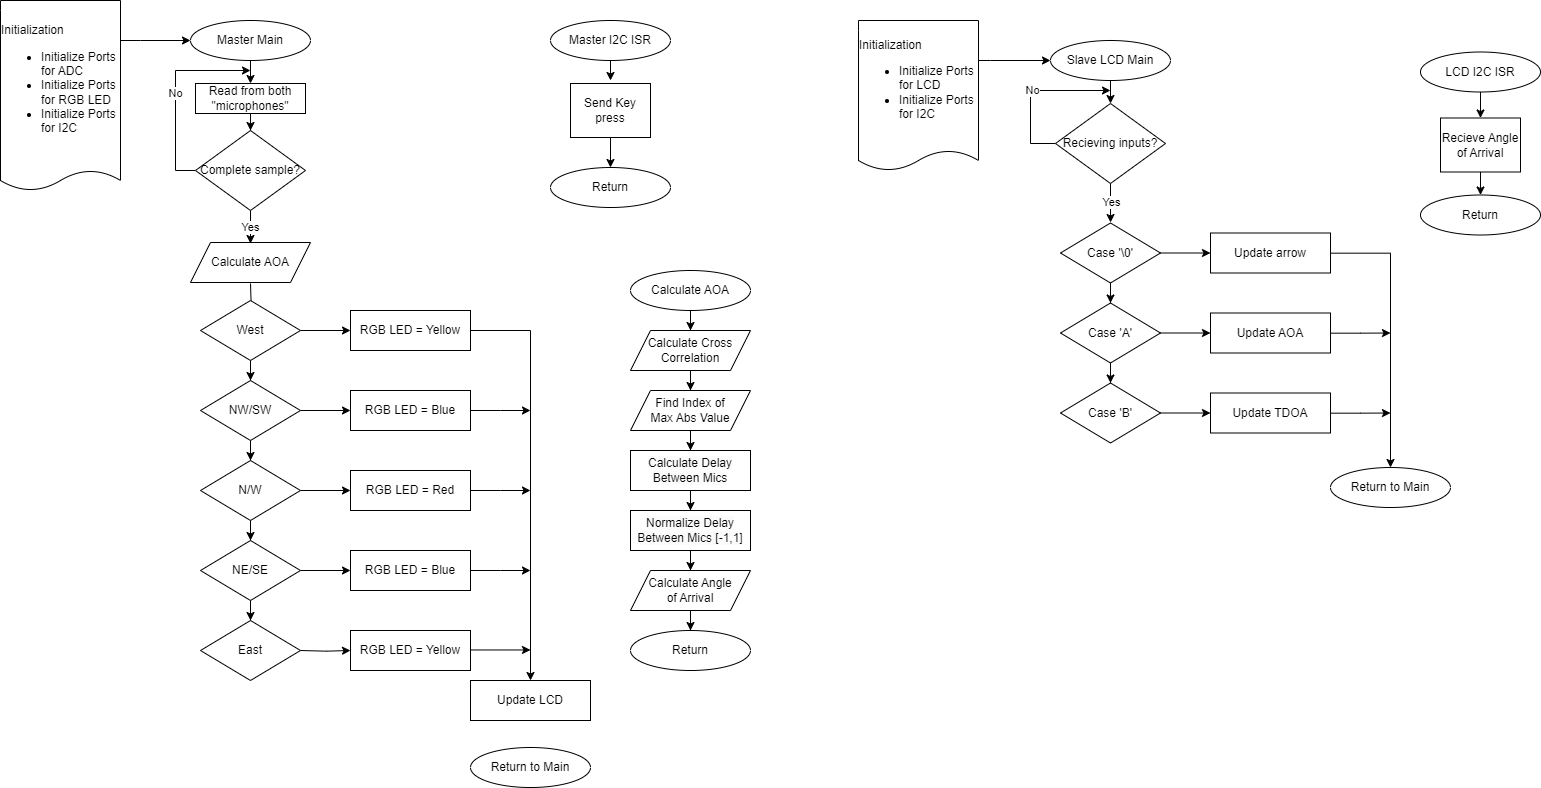 Initialization
• Initialize Ports
for ADC
• Initialize Ports
for RGB LED
• Initialize Ports
for I2C
Master Main
Read from both
"microphones"
No
Complete sample?
Yes
Calculate AOA
West
RGB LED = Yellow
NW/SW
RGB LED = Blue
N/W
RGB LED = Red
NE/SE
RGB LED = Blue
East
RGB LED = Yellow
Update LCD
Return to Main
Master I2C ISR
Send Key
press
Return
Calculate AOA
Calculate Cross
Correlation
Find Index of
Max Abs Value
Calculate Delay
Between Mics
Normalize Delay
Between Mics [-1,1]
Calculate Angle
of Arrival
Return
Initialization
• Initialize Ports
for LCD
• Initialize Ports
for I2C
Slave LCD Main
No
Recieving inputs?
Yes
Case '\0'
Update arrow
Case 'A'
Update AOA
Case 'B'
Update TDOA
Return to Main
LCD I2C ISR
Recieve Angle
of Arrival
Return